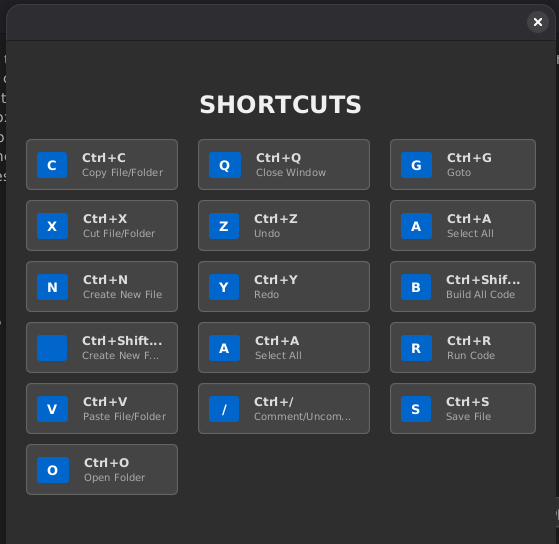 SHORTCUTS
C
Ctrl+C
Copy File/Folder
Q
Ctrl+Q
Close Window
G
Ctrl+G
Goto
X
Ctrl+X
Cut File/Folder
Z
Ctrl+Z
Undo
A
Ctrl+A
Select All
N
Ctrl+N
Create New File
Y
Ctrl+Y
Redo
B
Ctrl+Shif...
Build All Code
Ctrl+Shift...
Create New F...
A
Ctrl+A
Select All
R
Ctrl+R
Run Code
V
Ctrl+V
Paste File/Folder
/
Ctrl+/
Comment/Uncom...
S
Ctrl+S
Save File
O
Ctrl+O
Open Folder